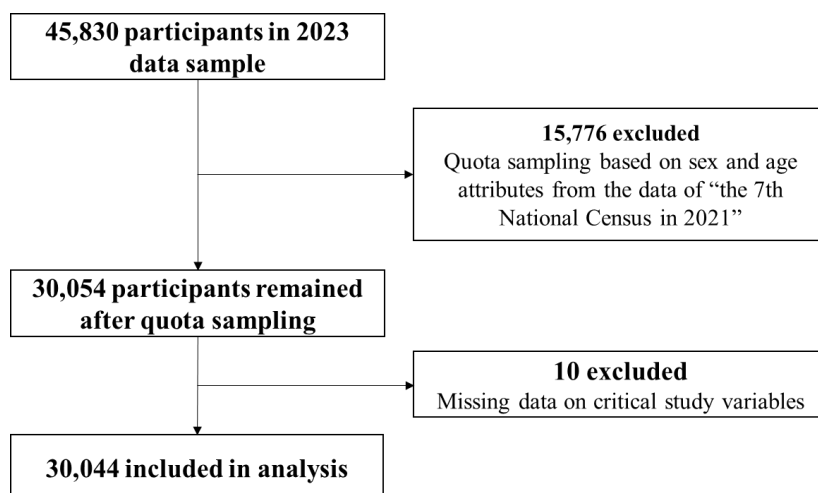 45,830 participants in 2023
data sample
15,776 excluded
Quota sampling based on sex and age
attributes from the data of “the 7th
National Census in 2021”
30,054 participants remained
after quota sampling
10 excluded
Missing data on critical study variables
30,044 included in analysis